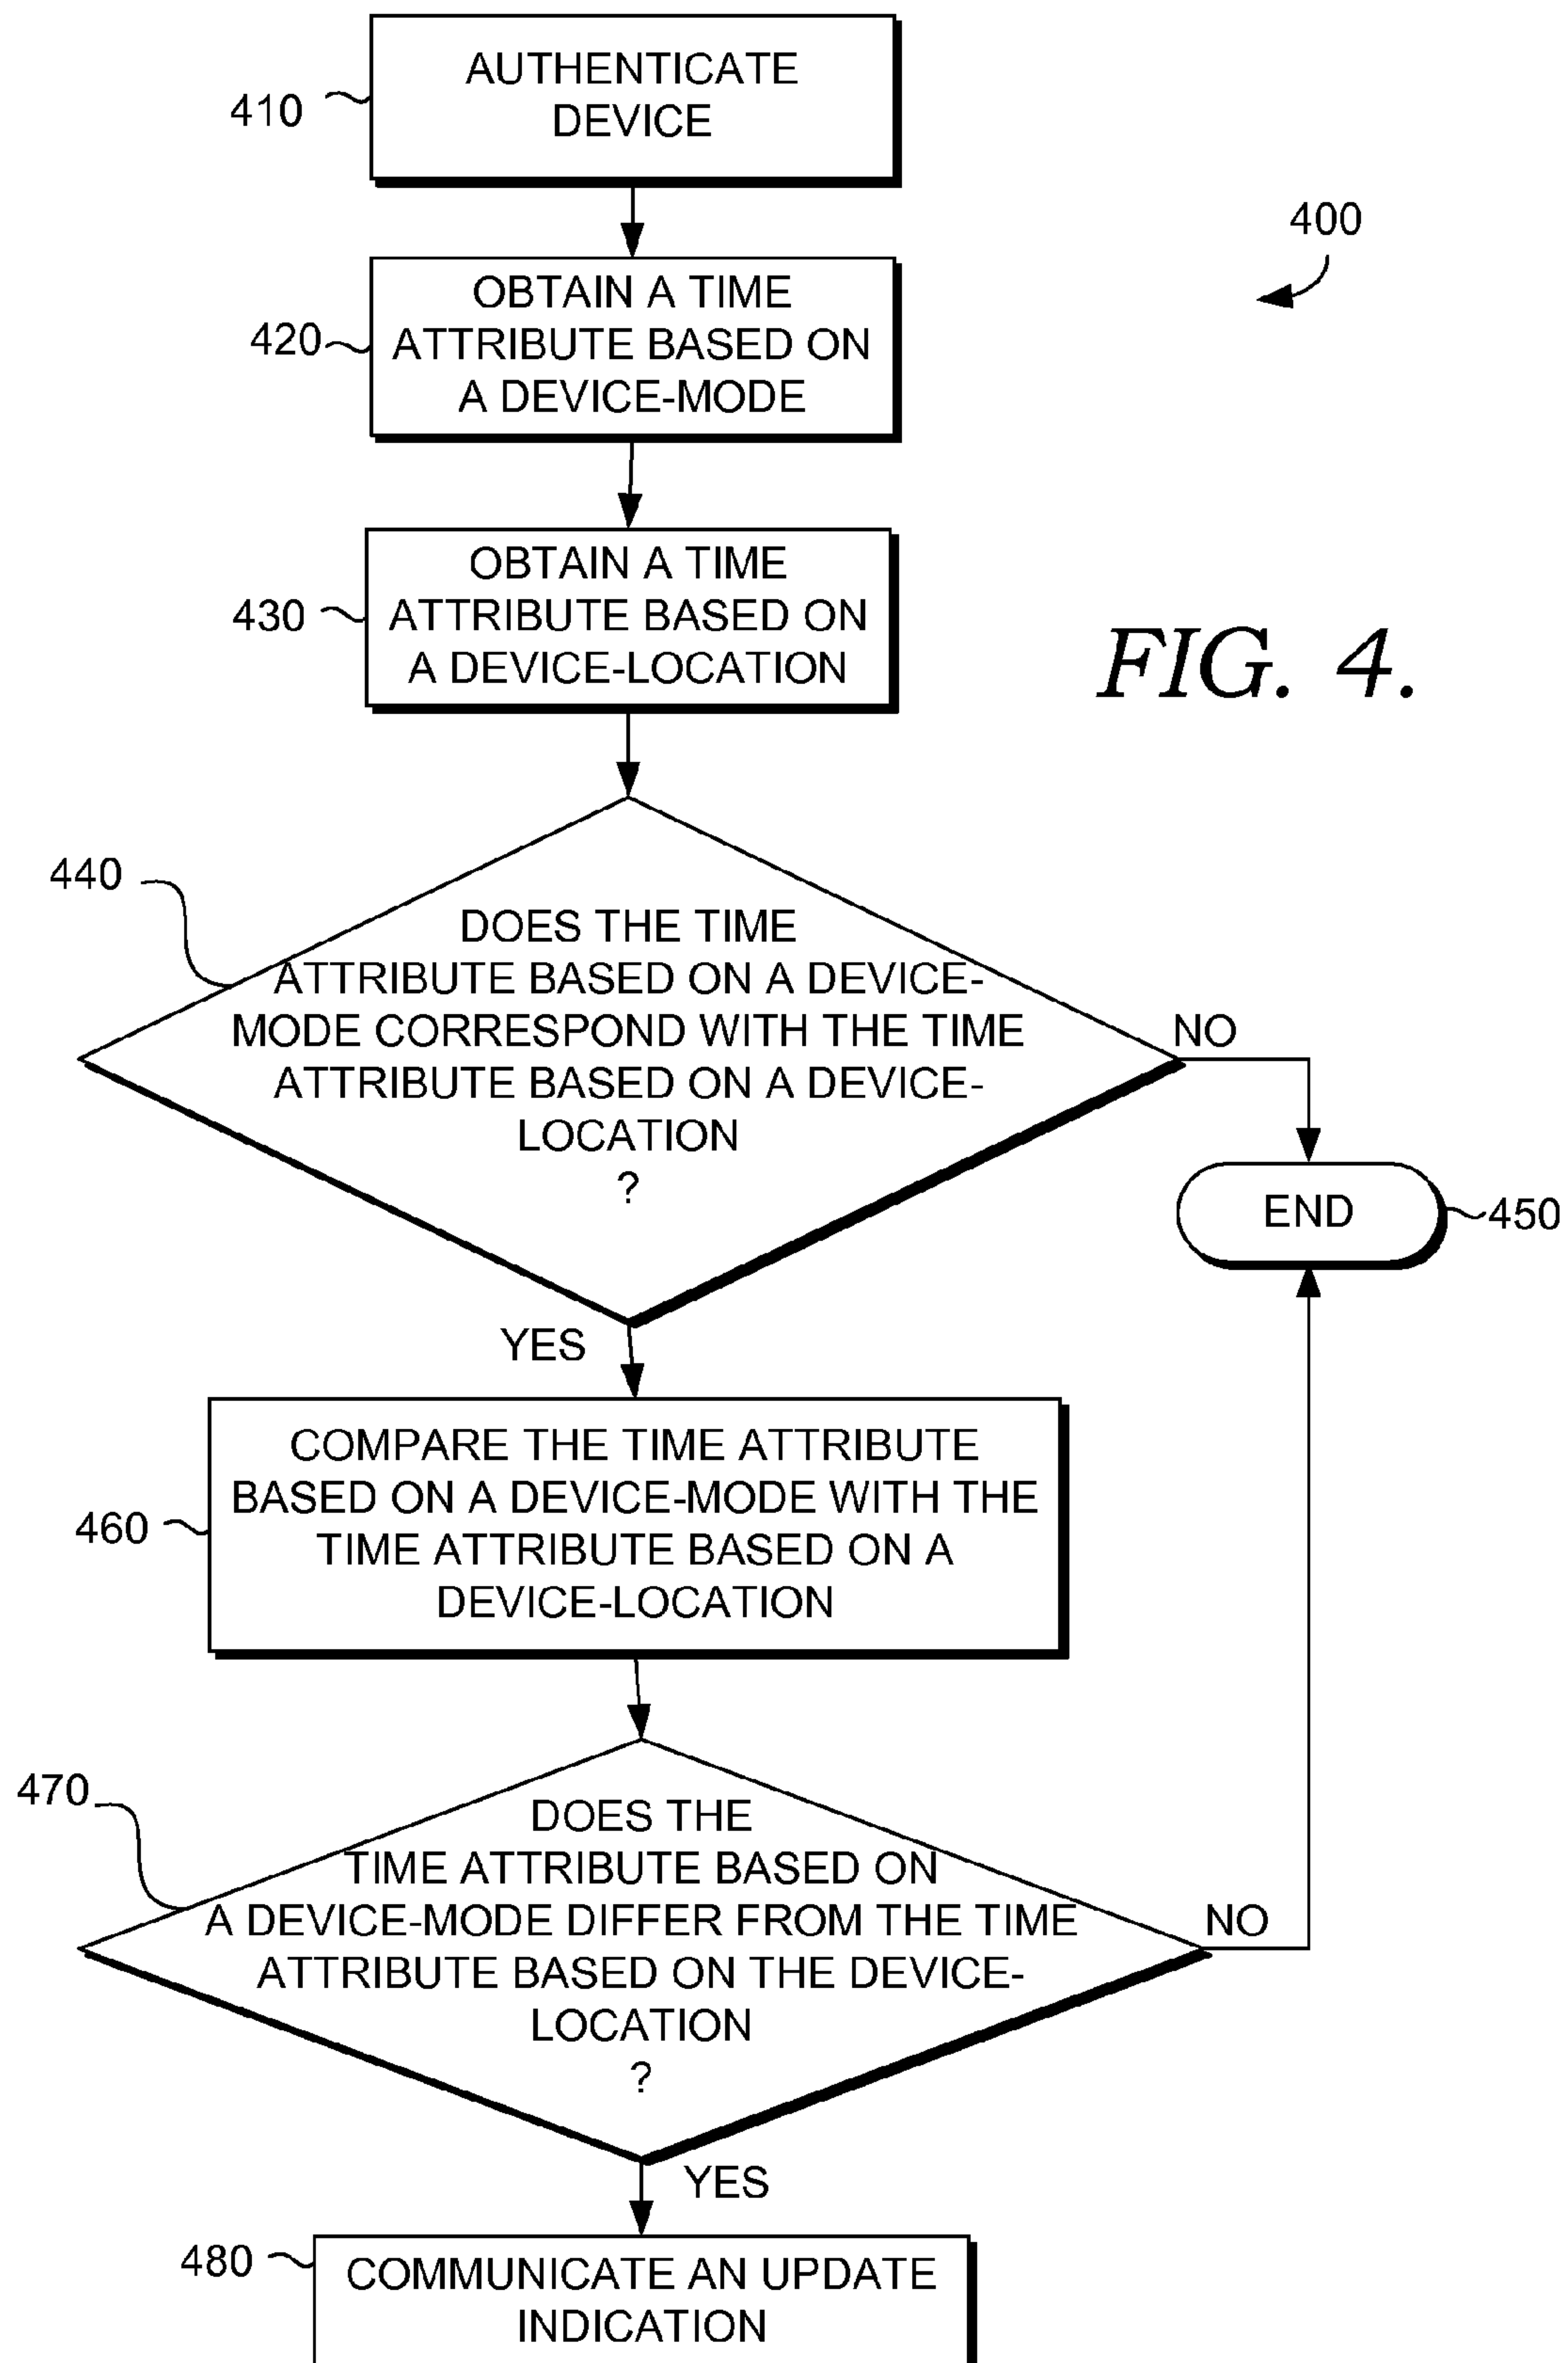 410
AUTHENTICATE
DEVICE
400
420
OBTAIN A TIME
ATTRIBUTE BASED ON
A DEVICE-MODE
430
OBTAIN A TIME
ATTRIBUTE BASED ON
A DEVICE-LOCATION
FIG. 4.
440
DOES THE TIME
ATTRIBUTE BASED ON A DEVICE-
MODE CORRESPOND WITH THE TIME
ATTRIBUTE BASED ON A DEVICE-
LOCATION
?
NO
END
450
YES
460
COMPARE THE TIME ATTRIBUTE
BASED ON A DEVICE-MODE WITH THE
TIME ATTRIBUTE BASED ON A
DEVICE-LOCATION
470
DOES THE
TIME ATTRIBUTE BASED ON
A DEVICE-MODE DIFFER FROM THE TIME
ATTRIBUTE BASED ON THE DEVICE-
LOCATION
?
NO
YES
480
COMMUNICATE AN UPDATE
INDICATION